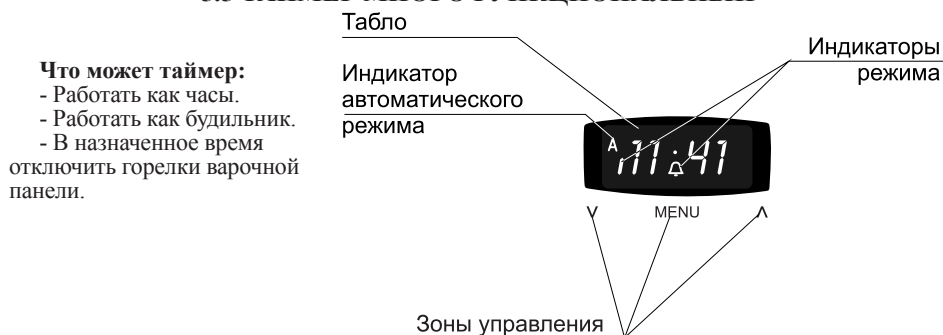 Что может таймер:
- Работать как часы.
- Работать как будильник.
- В назначенное время
отключить горелки варочной
панели.
Табло
Индикатор
автоматического
режима
Индикаторы
режима
A
11:41
MENU
Зоны управления